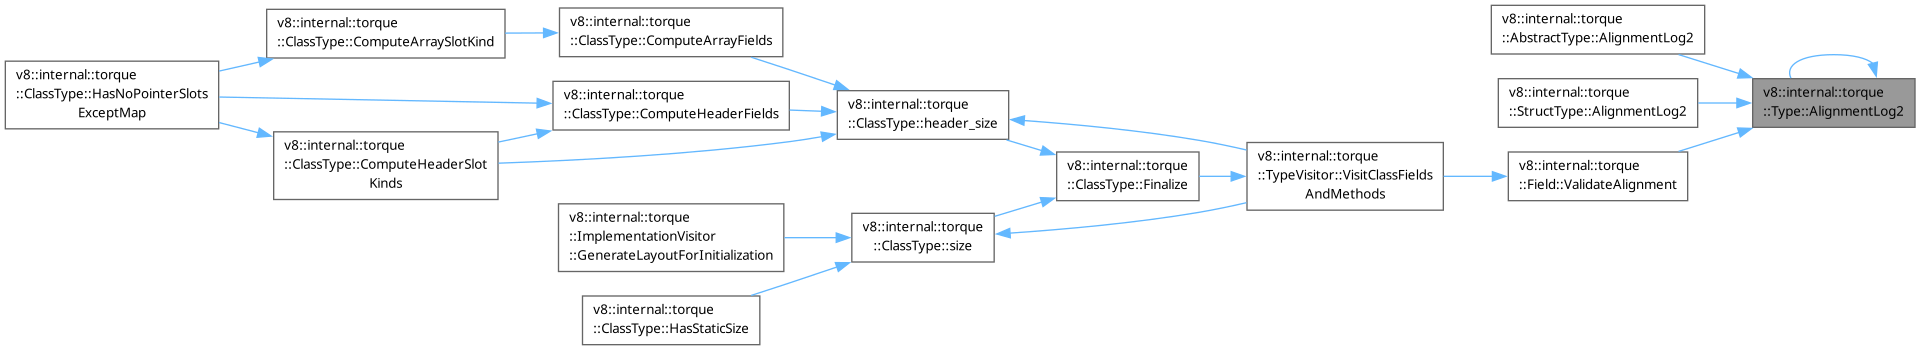 v8::internal::torque
::ClassType::HasNoPointerSlots
ExceptMap
v8::internal::torque
::ClassType::ComputeArraySlotKind
v8::internal::torque
::ClassType::ComputeHeaderSlot
Kinds
v8::internal::torque
::ClassType::ComputeArrayFields
v8::internal::torque
::ClassType::ComputeHeaderFields
v8::internal::torque
::ImplementationVisitor
::GenerateLayoutForInitialization
v8::internal::torque
::ClassType::HasStaticSize
v8::internal::torque
::ClassType::header_size
v8::internal::torque
::ClassType::size
v8::internal::torque
::ClassType::Finalize
v8::internal::torque
::TypeVisitor::VisitClassFields
AndMethods
v8::internal::torque
::AbstractType::AlignmentLog2
v8::internal::torque
::StructType::AlignmentLog2
v8::internal::torque
::Field::ValidateAlignment
v8::internal::torque
::Type::AlignmentLog2